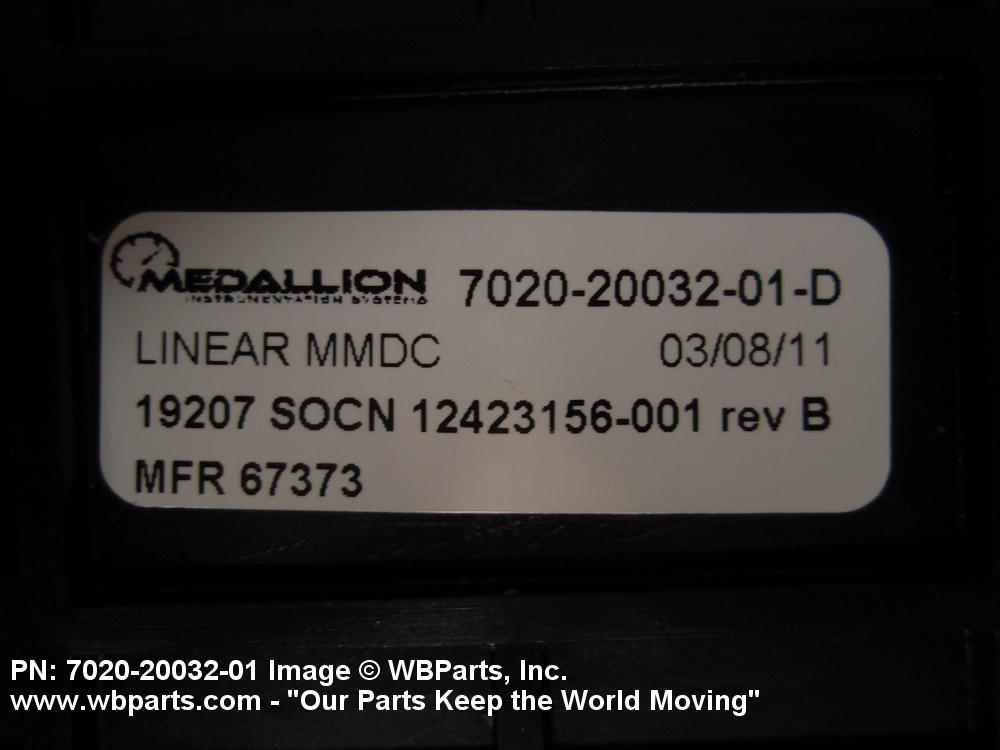 MEDALLION 7020-20032-01-D
INSTRUMENTATION SYSTEMS
LINEAR MMDC 03/08/11
19207 SOCN 12423156-001 rev B
MFR 67373
PN: 7020-20032-01 Image © WBParts, Inc.
www.wbparts.com - "Our Parts Keep the World Moving"